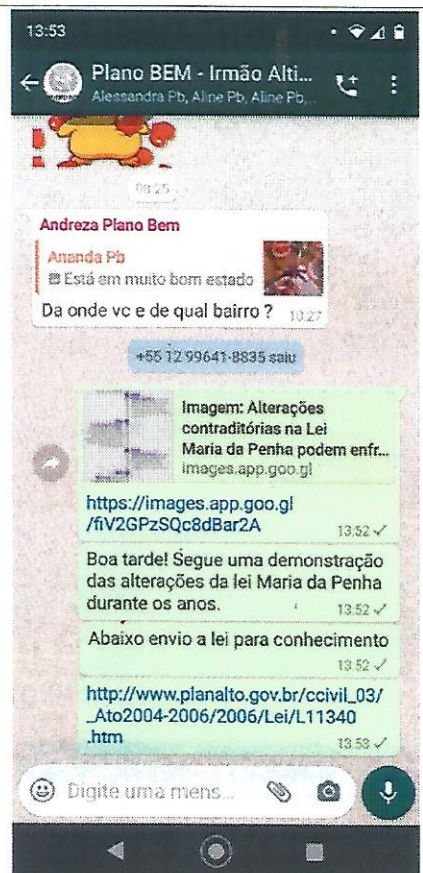 13:53
Plano BEM - Irmão Alti...
Alessandra Pb, Aline Pb, Aline Pb,...
09:25
Andreza Plano Bem
Ananda Pb
Está em muito bom estado
Da onde vc e de qual bairro ?
10:27
+55 12 99641-8835 saiu
Imagem: Alterações
contraditórias na Lei
Maria da Penha podem enfr...
images.app.goo.gl
https://images.app.goo.gl
/fiV2GPzSQc8dBar2A
13:52
Boa tarde! Segue uma demonstração
das alterações da lei Maria da Penha
durante os anos.
13:52
Abaixo envio a lei para conhecimento
13:52
http://www.planalto.gov.br/ccivil_03/
_Ato2004-2006/2006/Lei/L11340
.htm
13:53
Digite uma mens...